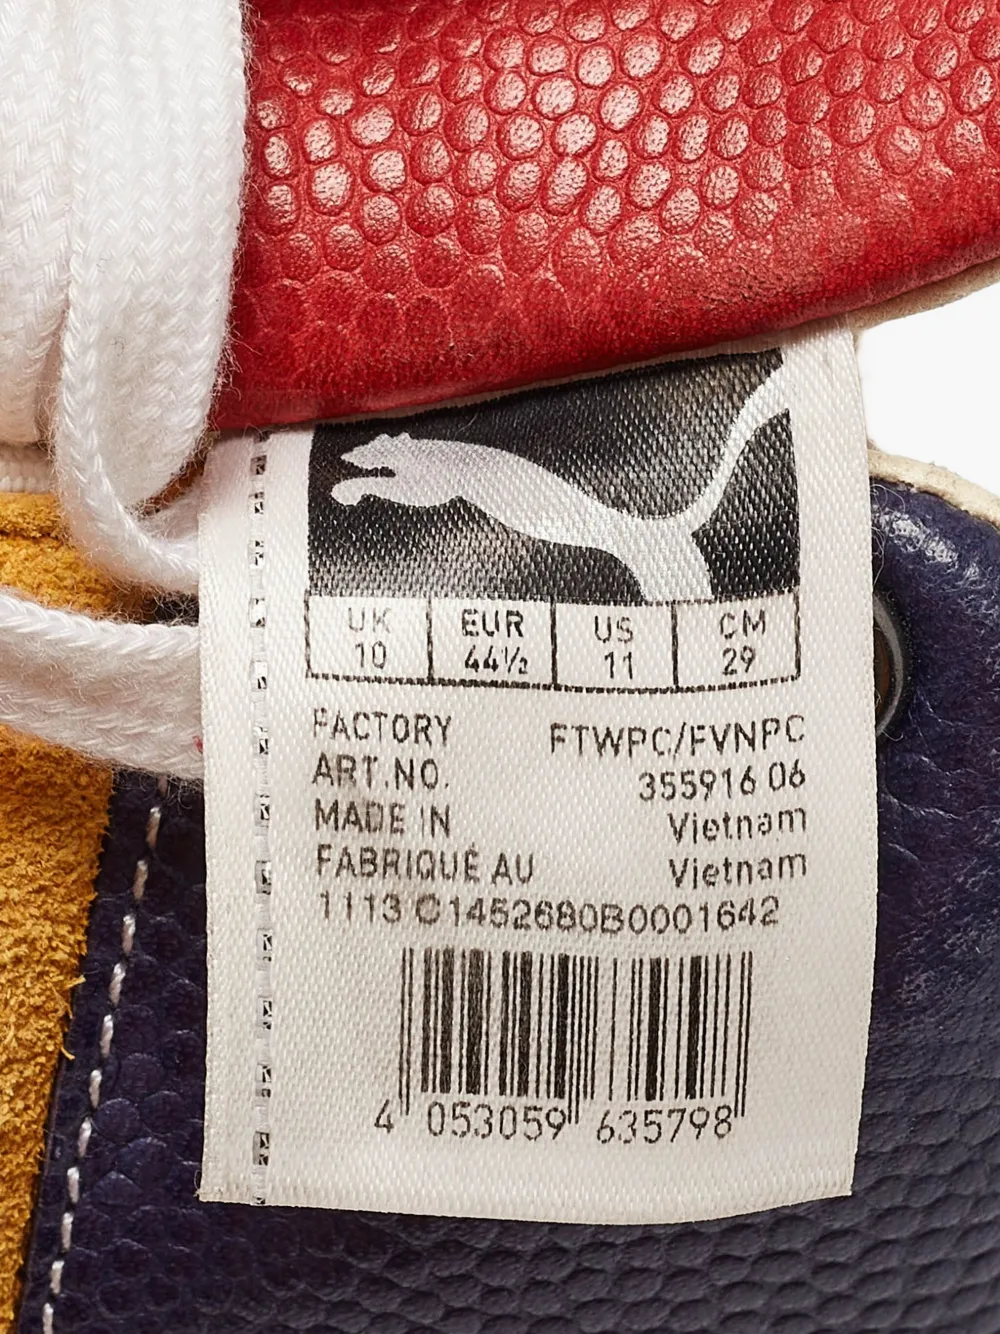 UK EUR US CM
10 44½ 11 29
FACTORY FTWPC/FVNPC
ART.NO. 355916 06
MADE IN Vietnam
FABRIQUÉ AU Vietnam
1113 C1452680B0001642
4 053059 635798